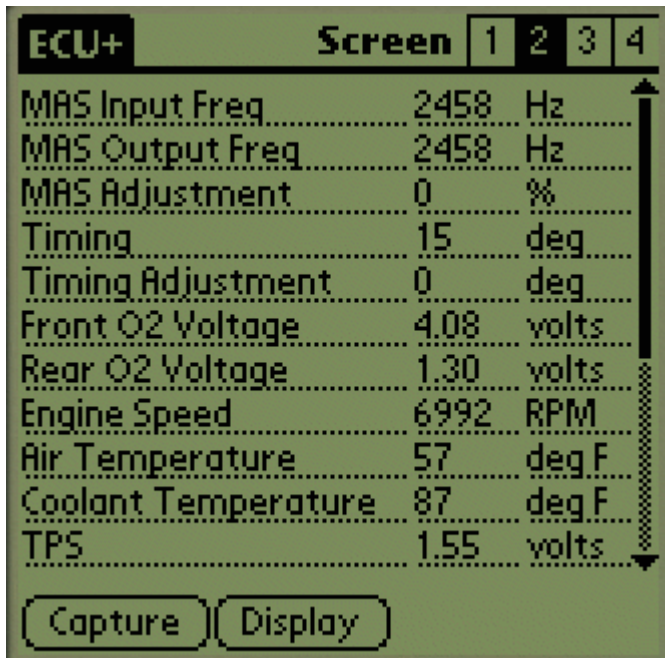 ECU+ Screen 1 2 3 4
MAS Input Freq 2458 Hz
MAS Output Freq 2458 Hz
MAS Adjustment 0 %
Timing 15 deg
Timing Adjustment 0 deg
Front O2 Voltage 4.08 volts
Rear O2 Voltage 1.30 volts
Engine Speed 6992 RPM
Air Temperature 57 deg F
Coolant Temperature 87 deg F
TPS 1.55 volts
Capture Display